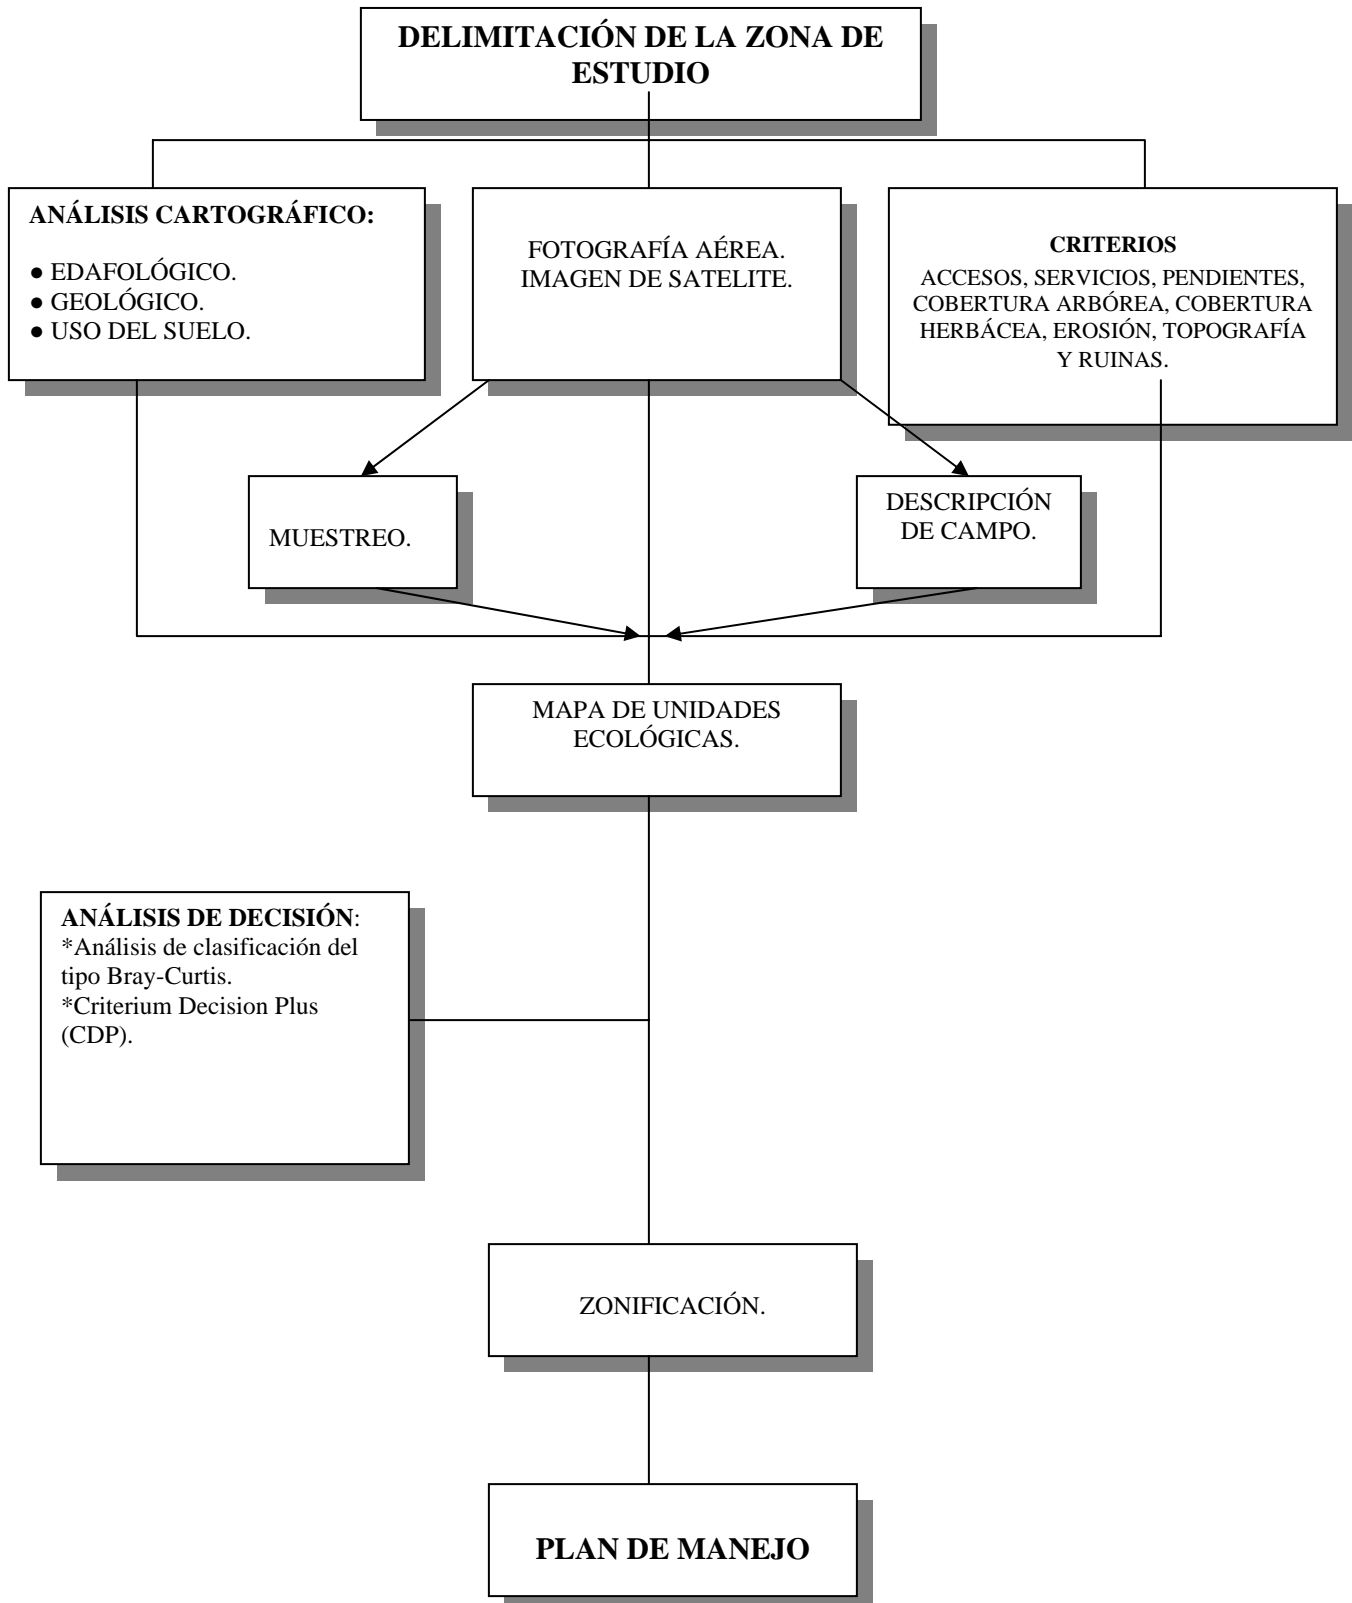 DELIMITACIÓN DE LA ZONA DE
ESTUDIO
ANÁLISIS CARTOGRÁFICO:
● EDAFOLÓGICO.
● GEOLÓGICO.
● USO DEL SUELO.
FOTOGRAFÍA AÉREA.
IMAGEN DE SATELITE.
CRITERIOS
ACCESOS, SERVICIOS, PENDIENTES,
COBERTURA ARBÓREA, COBERTURA
HERBÁCEA, EROSIÓN, TOPOGRAFÍA
Y RUINAS.
MUESTREO.
DESCRIPCIÓN
DE CAMPO.
MAPA DE UNIDADES
ECOLÓGICAS.
ANÁLISIS DE DECISIÓN:
*Análisis de clasificación del
tipo Bray-Curtis.
*Criterium Decision Plus
(CDP).
ZONIFICACIÓN.
PLAN DE MANEJO